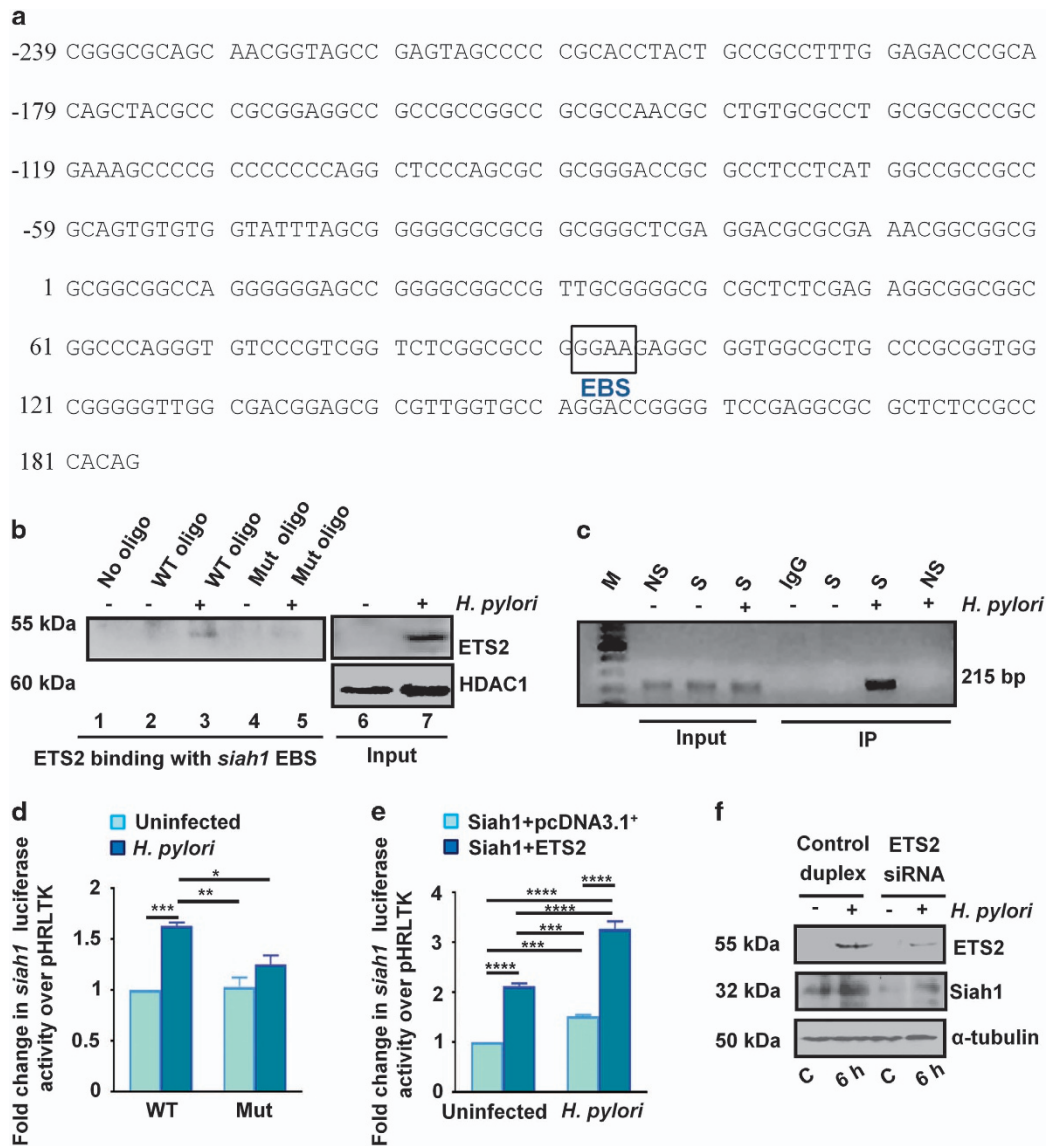 a
-239 CGGGCGCAGC AACGGTAGCC GAGTAGCCCC CGCACCTACT GCCGCCTTTG GAGACCCGCA
-179 CAGCTACGCC CGCGGAGGCC GCCGCCGGCC GCGCCAACGC CTGTGCGCCT GCGCGCCCGC
-119 GAAAGCCCCG CCCCCCCAGG CTCCCAGCGC GCGGGACCGC GCCTCCTCAT GGCCGCCGCC
-59 GCAGTGTGTG GTATTTAGCG GGGGCGCGCG GCGGGCTCGA GGACGCGCGA AACGGCGGCG
1 GCGGCGGCCA GGGGGGAGCC GGGGCGGCCG TTGCGGGGCG CGCTCTCGAG AGGCGGCGGC
61 GGCCCAGGGT GTCCCGTCGG TCTCGGCGCC GGGAAGAGGC GGTGGCGCTG CCCGCGGTGG
EBS
121 CGGGGGTTGG CGACGGAGCG CGTTGGTGCC AGGACCGGGG TCCGAGGCGC GCTCTCCGCC
181 CACAG
b
No oligo WT oligo WT oligo Mut oligo Mut oligo
- - + - + - + H. pylori
55 kDa ETS2
60 kDa HDAC1
1 2 3 4 5 6 7
ETS2 binding with siah1 EBS Input
c
M NS S S IgG S S NS
- - + - - + + H. pylori
215 bp
Input IP
d
Uninfected
H. pylori
Fold change in siah1 luciferase
activity over pHRLTK
2
1.5
1
0.5
0
*** ** *
WT Mut
e
Siah1+pcDNA3.1+
Siah1+ETS2
Fold change in siah1 luciferase
activity over pHRLTK
4
3
2
1
0
****
****
****
***
***
****
Uninfected H. pylori
f
Control ETS2
duplex siRNA
- + - + H. pylori
55 kDa ETS2
32 kDa Siah1
50 kDa α-tubulin
C 6 h C 6 h